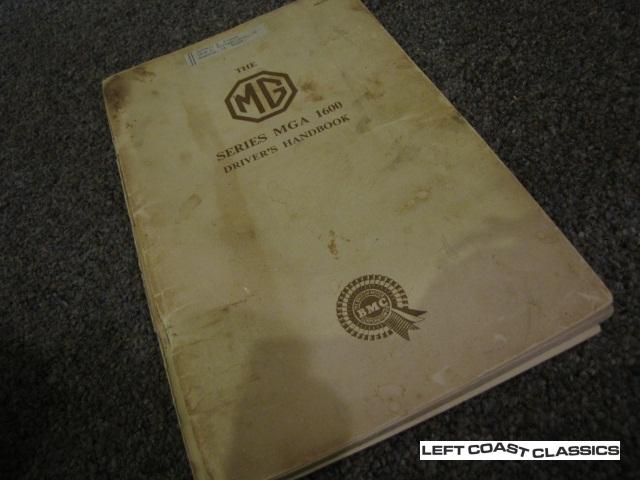 THE
MG
SERIES MGA 1600
DRIVER'S HANDBOOK
BMC
LEFT COAST CLASSICS